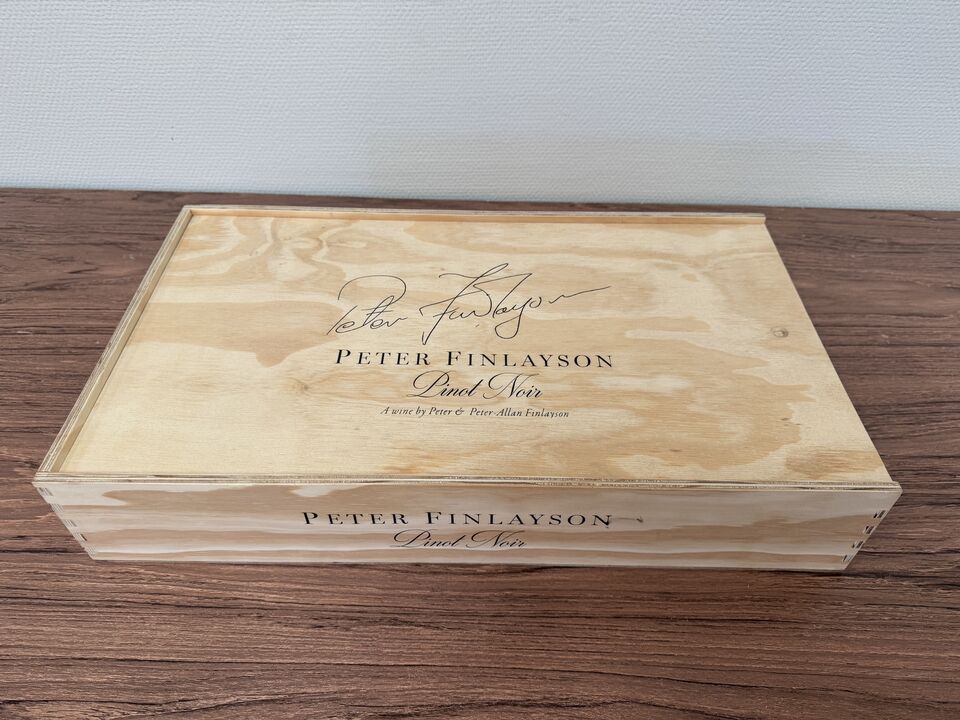 Peter Finlayson
PETER FINLAYSON
Pinot Noir
A wine by Peter & Peter-Allan Finlayson
PETER FINLAYSON
Pinot Noir